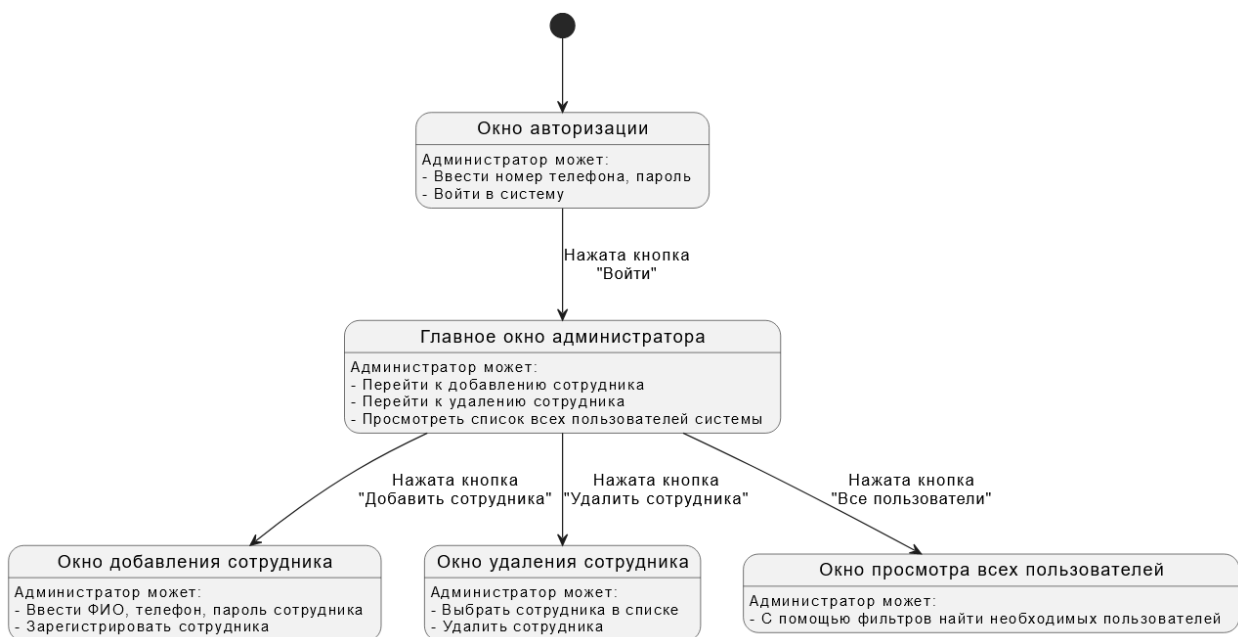 Окно авторизации
Администратор может:
- Ввести номер телефона, пароль
- Войти в систему
Нажата кнопка
"Войти"
Главное окно администратора
Администратор может:
- Перейти к добавлению сотрудника
- Перейти к удалению сотрудника
- Просмотреть список всех пользователей системы
Нажата кнопка
"Добавить сотрудника"
Нажата кнопка
"Удалить сотрудника"
Нажата кнопка
"Все пользователи"
Окно добавления сотрудника
Администратор может:
- Ввести ФИО, телефон, пароль сотрудника
- Зарегистрировать сотрудника
Окно удаления сотрудника
Администратор может:
- Выбрать сотрудника в списке
- Удалить сотрудника
Окно просмотра всех пользователей
Администратор может:
- С помощью фильтров найти необходимых пользователей